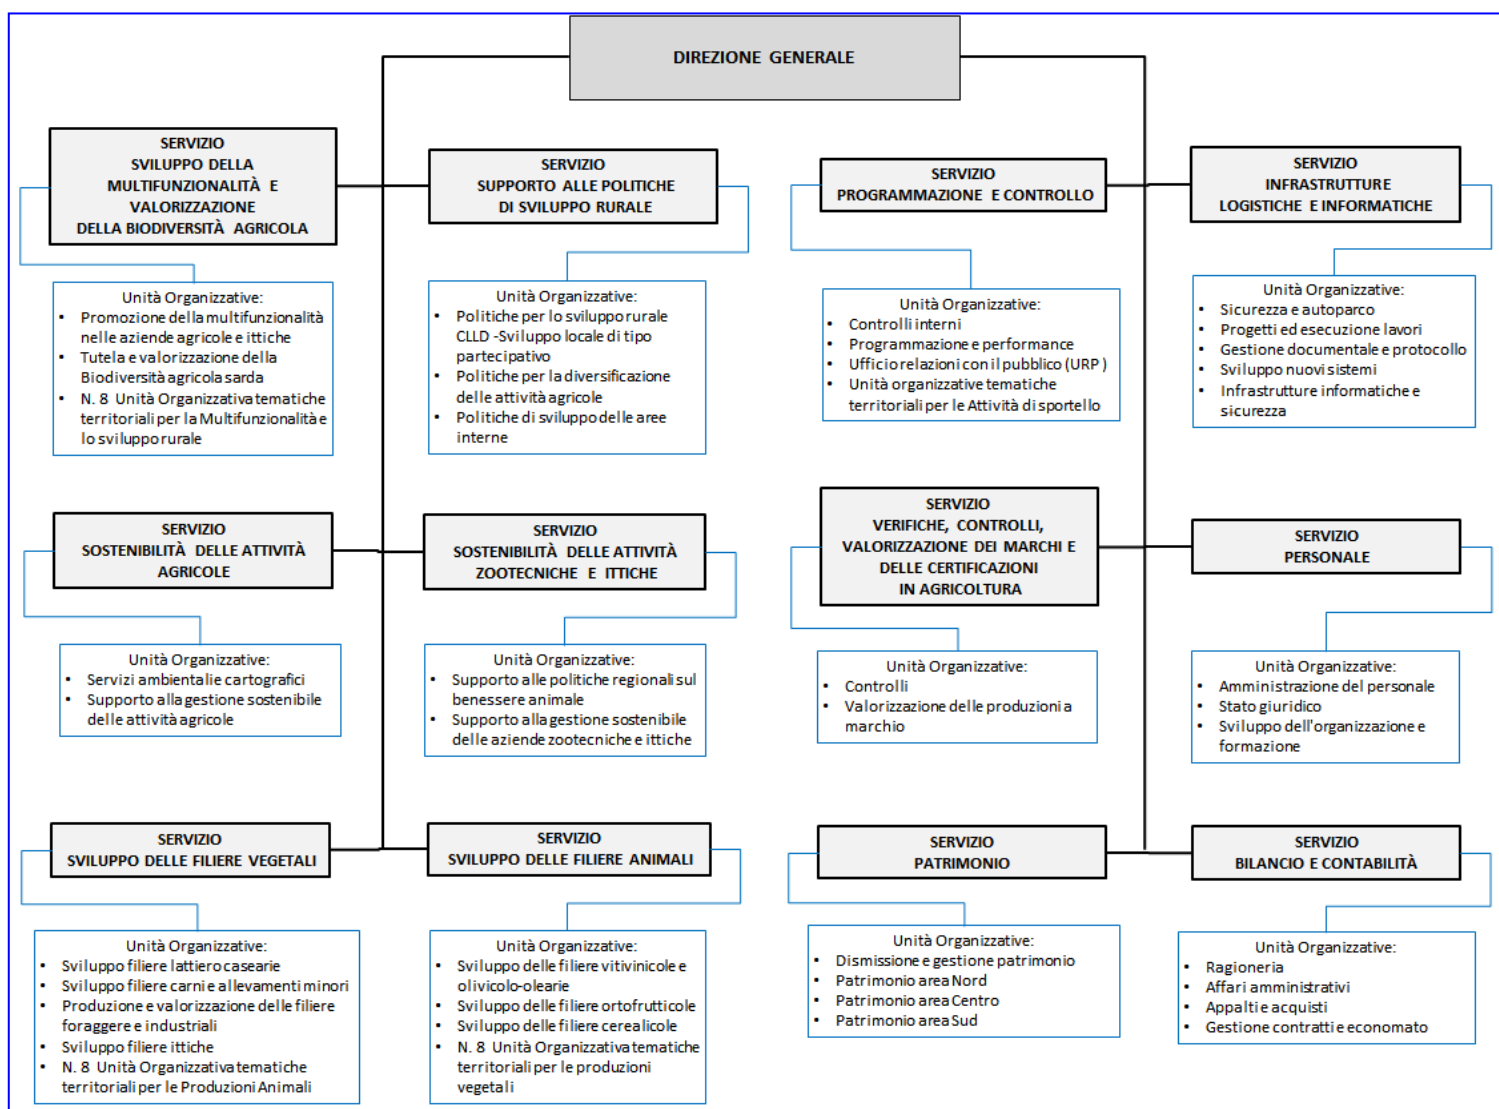 DIREZIONE GENERALE
SERVIZIO
SVILUPPO DELLA
MULTIFUNZIONALITÀ E
VALORIZZAZIONE
DELLA BIODIVERSITÀ AGRICOLA
Unità Organizzative:
• Promozione della multifunzionalità
nelle aziende agricole e ittiche
• Tutela e valorizzazione della
Biodiversità agricola sarda
• N. 8 Unità Organizzativa tematiche
territoriali per la Multifunzionalità e
lo sviluppo rurale
SERVIZIO
SUPPORTO ALLE POLITICHE
DI SVILUPPO RURALE
Unità Organizzative:
• Politiche per lo sviluppo rurale
CLLD -Sviluppo locale di tipo
partecipativo
• Politiche per la diversificazione
delle attività agricole
• Politiche di sviluppo delle aree
interne
SERVIZIO
PROGRAMMAZIONE E CONTROLLO
Unità Organizzative:
• Controlli interni
• Programmazione e performance
• Ufficio relazioni con il pubblico (URP )
• Unità organizzative tematiche
territoriali per le Attività di sportello
SERVIZIO
INFRASTRUTTURE
LOGISTICHE E INFORMATICHE
Unità Organizzative:
• Sicurezza e autoparco
• Progetti ed esecuzione lavori
• Gestione documentale e protocollo
• Sviluppo nuovi sistemi
• Infrastrutture informatiche e
sicurezza
SERVIZIO
SOSTENIBILITÀ DELLE ATTIVITÀ
AGRICOLE
Unità Organizzative:
• Servizi ambientali e cartografici
• Supporto alla gestione sostenibile
delle attività agricole
SERVIZIO
SOSTENIBILITÀ DELLE ATTIVITÀ
ZOOTECNICHE E ITTICHE
Unità Organizzative:
• Supporto alle politiche regionali sul
benessere animale
• Supporto alla gestione sostenibile
delle aziende zootecniche e ittiche
SERVIZIO
VERIFICHE, CONTROLLI,
VALORIZZAZIONE DEI MARCHI E
DELLE CERTIFICAZIONI
IN AGRICOLTURA
Unità Organizzative:
• Controlli
• Valorizzazione delle produzioni a
marchio
SERVIZIO
PERSONALE
Unità Organizzative:
• Amministrazione del personale
• Stato giuridico
• Sviluppo dell'organizzazione e
formazione
SERVIZIO
SVILUPPO DELLE FILIERE VEGETALI
Unità Organizzative:
• Sviluppo filiere lattiero casearie
• Sviluppo filiere carni e allevamenti minori
• Produzione e valorizzazione delle filiere
foraggere e industriali
• Sviluppo filiere ittiche
• N. 8 Unità Organizzativa tematiche
territoriali per le Produzioni Animali
SERVIZIO
SVILUPPO DELLE FILIERE ANIMALI
Unità Organizzative:
• Sviluppo delle filiere vitivinicole e
olivicolo-olearie
• Sviluppo delle filiere ortofrutticole
• Sviluppo delle filiere cerealicole
• N. 8 Unità Organizzativa tematiche
territoriali per le produzioni
vegetali
SERVIZIO
PATRIMONIO
Unità Organizzative:
• Dismissione e gestione patrimonio
• Patrimonio area Nord
• Patrimonio area Centro
• Patrimonio area Sud
SERVIZIO
BILANCIO E CONTABILITÀ
Unità Organizzative:
• Ragioneria
• Affari amministrativi
• Appalti e acquisti
• Gestione contratti e economato